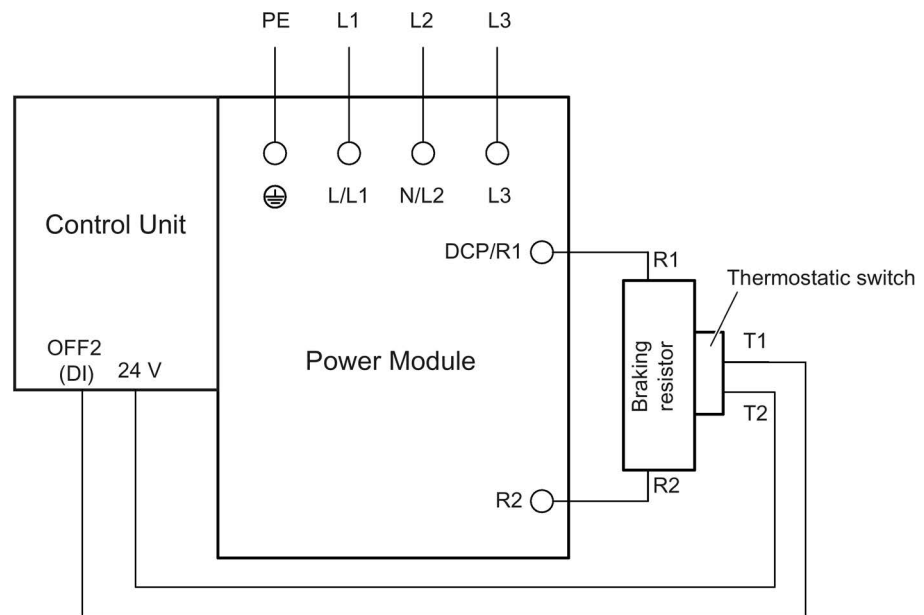 PE L1 L2 L3
L/L1 N/L2 L3
Control Unit
DCP/R1
R1
Thermostatic switch
OFF2
(DI)
24 V
Power Module
Braking
resistor
T1
T2
R2
R2